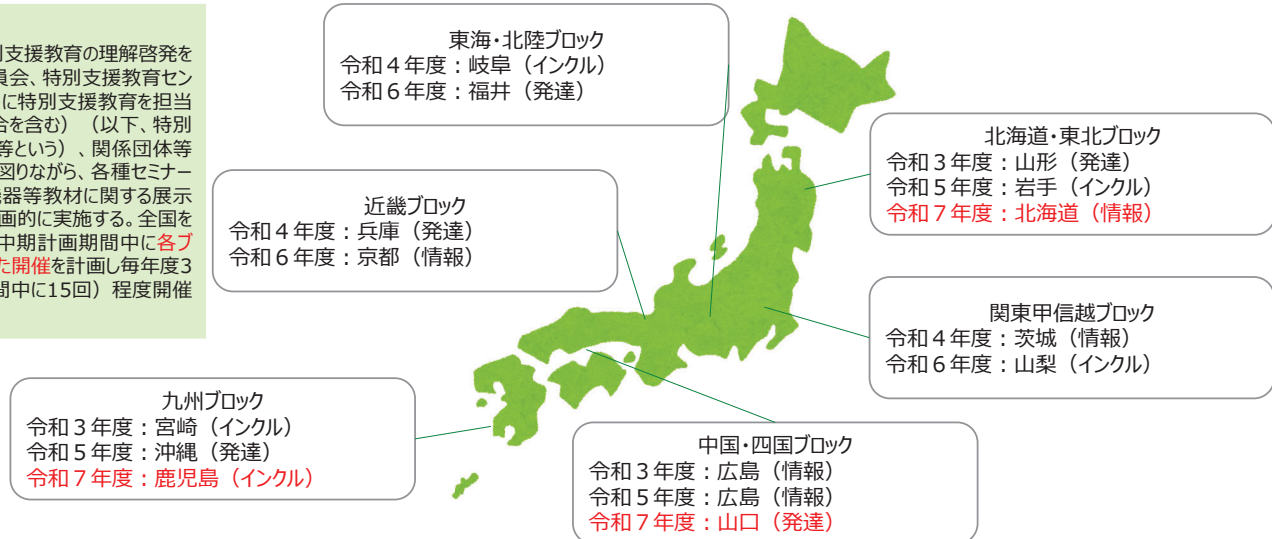 別支援教育の理解啓発を
員会、特別支援教育セン
に特別支援教育を担当
合を含む）（以下、特別
等という）、関係団体等
図りながら、各種セミナー
機器等教材に関する展示
画的に実施する。全国を
中期計画期間中に各ブ
た開催を計画し毎年度3
間中に15回）程度開催
東海・北陸ブロック
令和４年度：岐阜（インクル）
令和６年度：福井（発達）
北海道・東北ブロック
令和３年度：山形（発達）
令和５年度：岩手（インクル）
令和７年度：北海道（情報）
近畿ブロック
令和４年度：兵庫（発達）
令和６年度：京都（情報）
関東甲信越ブロック
令和４年度：茨城（情報）
令和６年度：山梨（インクル）
九州ブロック
令和３年度：宮崎（インクル）
令和５年度：沖縄（発達）
令和７年度：鹿児島（インクル）
中国・四国ブロック
令和３年度：広島（情報）
令和５年度：広島（情報）
令和７年度：山口（発達）